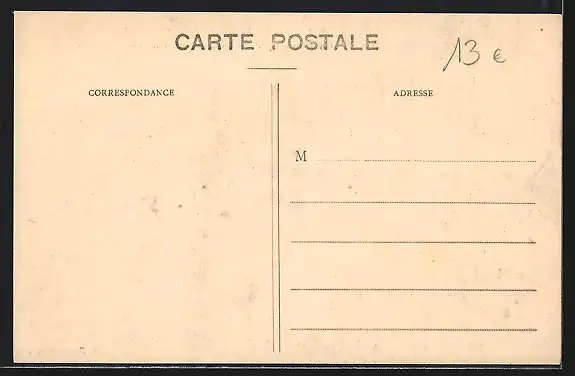 CARTE POSTALE
13 €
CORRESPONDANCE
ADRESSE
M